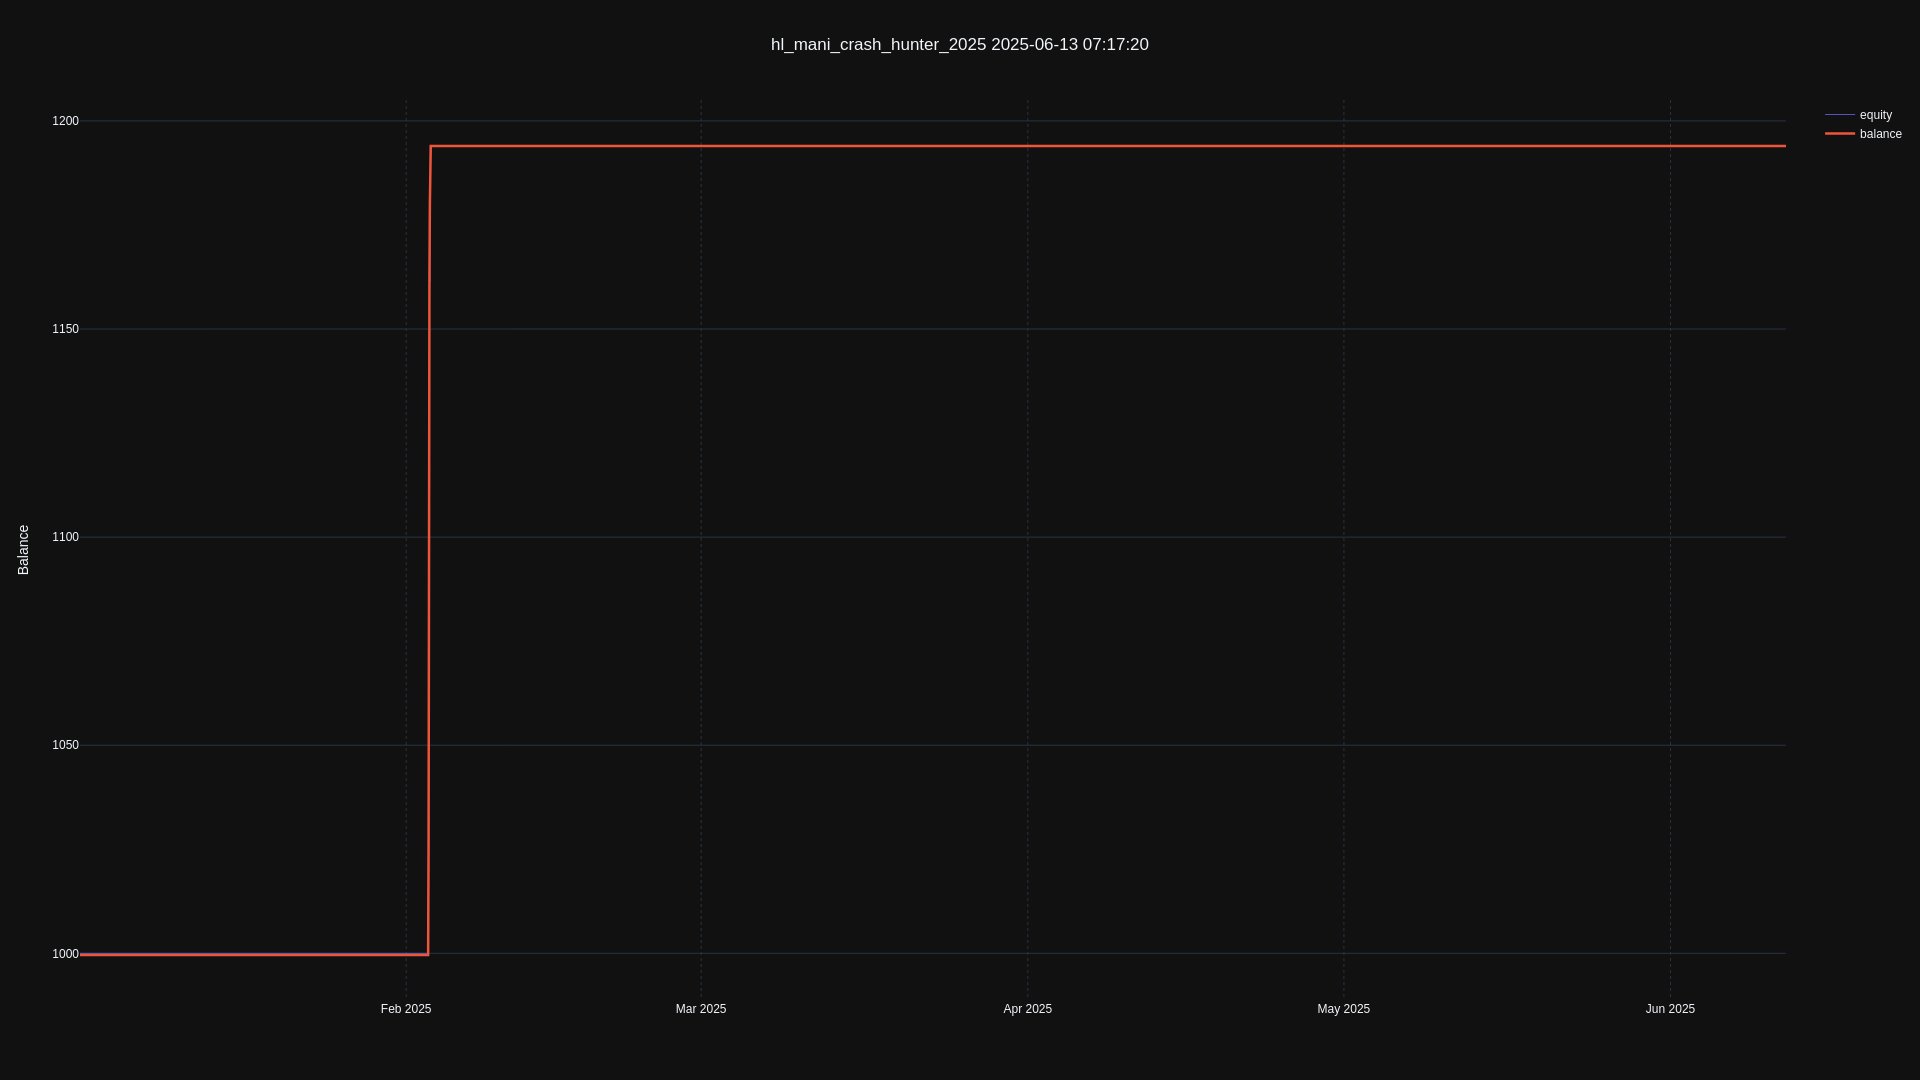 hl_mani_crash_hunter_2025 2025-06-13 07:17:20
equity
balance
1200
1150
1100
1050
1000
Balance
Feb 2025
Mar 2025
Apr 2025
May 2025
Jun 2025